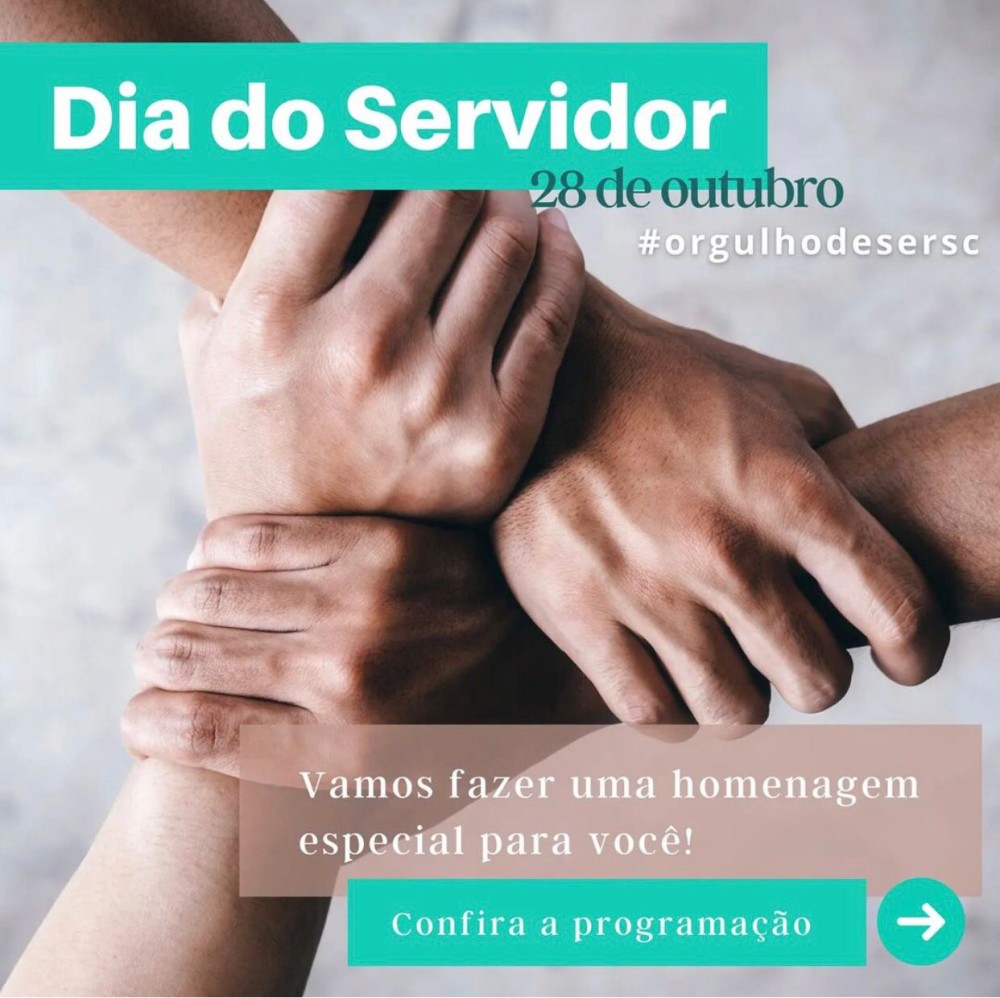 Dia do Servidor
28 de outubro
#orgulhodesersc
Vamos fazer uma homenagem
especial para você!
Confira a programação